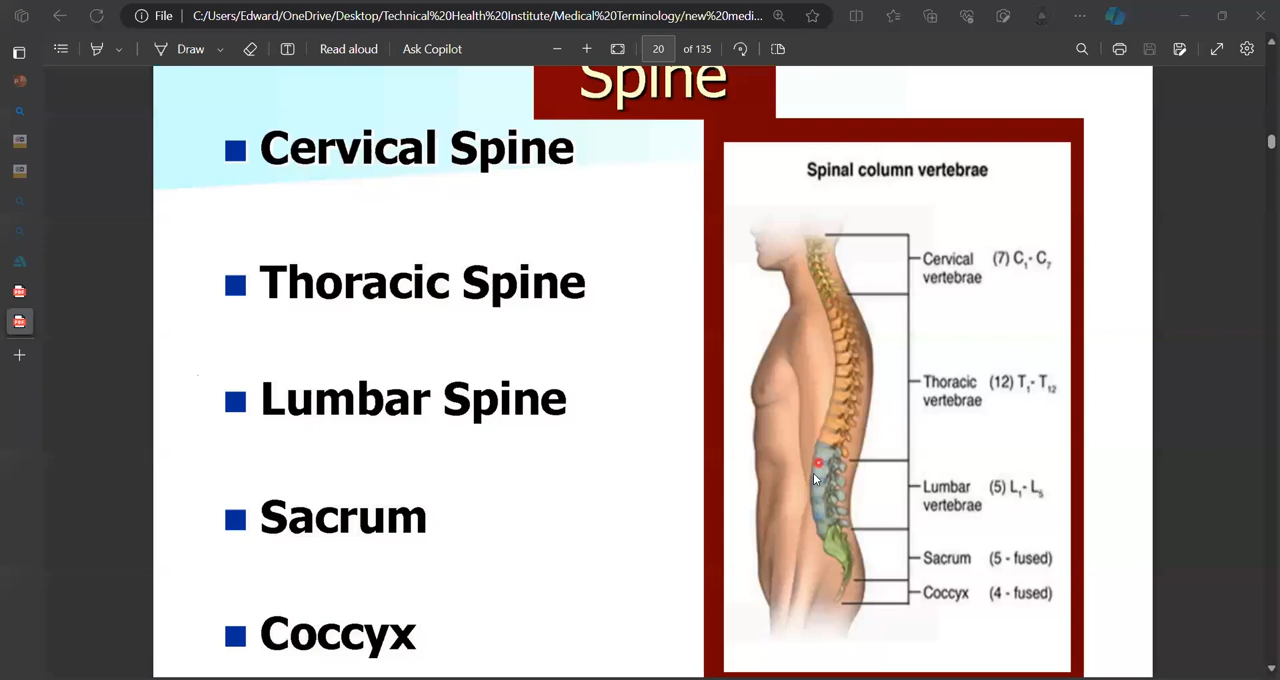 File
C:/Users/Edward/OneDrive/Desktop/Technical%20Health%20Institute/Medical%20Terminology/new%20medi...
Draw
Read aloud
Ask Copilot
20
of 135
Spine
Cervical Spine
Thoracic Spine
Lumbar Spine
Sacrum
Coccyx
Spinal column vertebrae
Cervical (7) C₁- C₇
vertebrae
Thoracic (12) T₁- T₁₂
vertebrae
Lumbar (5) L₁- L₅
vertebrae
Sacrum (5 - fused)
Coccyx (4 - fused)